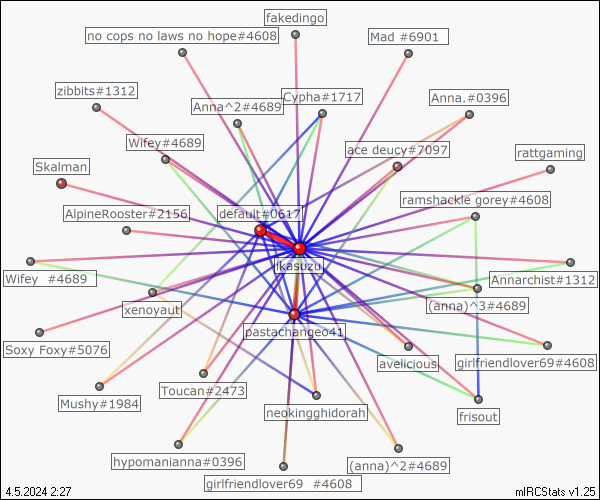 fakedingo
no cops no laws no hope#4608
Mad #6901
zibbits#1312
Cypha#1717
Anna.#0396
Anna^2#4689
Wifey#4689
ace deucy#7097
rattgaming
Skalman
ramshackle gorey#4608
AlpineRooster#2156
default#0617
jkasuzu
Wifey  #4689
Annarchist#1312
xenoyaut
(anna)^3#4689
pastachangeo41
Soxy Foxy#5076
avelicious
girlfriendlover69#4608
Toucan#2473
Mushy#1984
neokingghidorah
frisout
hypomanianna#0396
(anna)^2#4689
girlfriendlover69  #4608
4.5.2024 2:27
mIRCStats v1.25